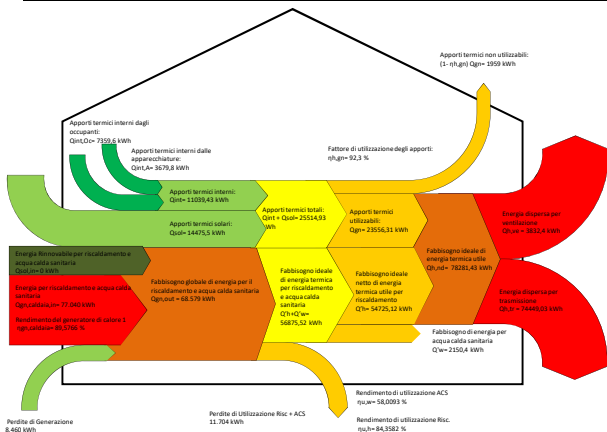 Apporti termici non utilizzabili:
(1- ηh,gn) Qgn= 1959 kWh
Apporti termici interni dagli
occupanti:
Qint,Oc= 7359,6 kWh
Apporti termici interni dalle
apparecchiature:
Qint,A= 3679,8 kWh
Fattore di utilizzazione degli apporti:
ηh,gn= 92,3 %
Apporti termici interni:
Qint= 11039,43 kWh
Apporti termici totali:
Qint + Qsol= 25514,93
kWh
Apporti termici solari:
Qsol= 14475,5 kWh
Apporti termici
utilizzabili:
Qgn= 23556,31 kWh
Energia dispersa per
ventilazione
Qh,ve = 3832,4 kWh
Energia Rinnovabile per riscaldamento e
acqua calda sanitaria
Qsol,in= 0 kWh
Energia per riscaldamento e acqua calda
sanitaria
Qgn,caldaia,in= 77.040 kWh
Rendimento del generatore di calore 1
Fabbisogno globale di energia per il
riscaldamento e acqua calda sanitaria
Qgn,out = 68.579 kWh
Fabbisogno ideale
di energia termica
per riscaldamento
e acqua calda
sanitaria
Q'h+Q'w=
56875,52 kWh
Fabbisogno ideale
netto di energia
termica utile per
riscaldamento
Q'h= 54725,12 kWh
Fabbisogno ideale di
energia termica utile
Qh,nd= 78281,43 kWh
Energia dispersa per
trasmissione
Qh,tr = 74449,03 kWh
Fabbisogno di energia per
acqua calda sanitaria
Q'w= 2150,4 kWh
Rendimento di utilizzazione ACS
ηu,w= 58,0093 %
Rendimento di utilizzazione Risc.
ηu,h= 84,3582 %
Perdite di Utilizzazione Risc + ACS
11.704 kWh
Perdite di Generazione
8.460 kWh